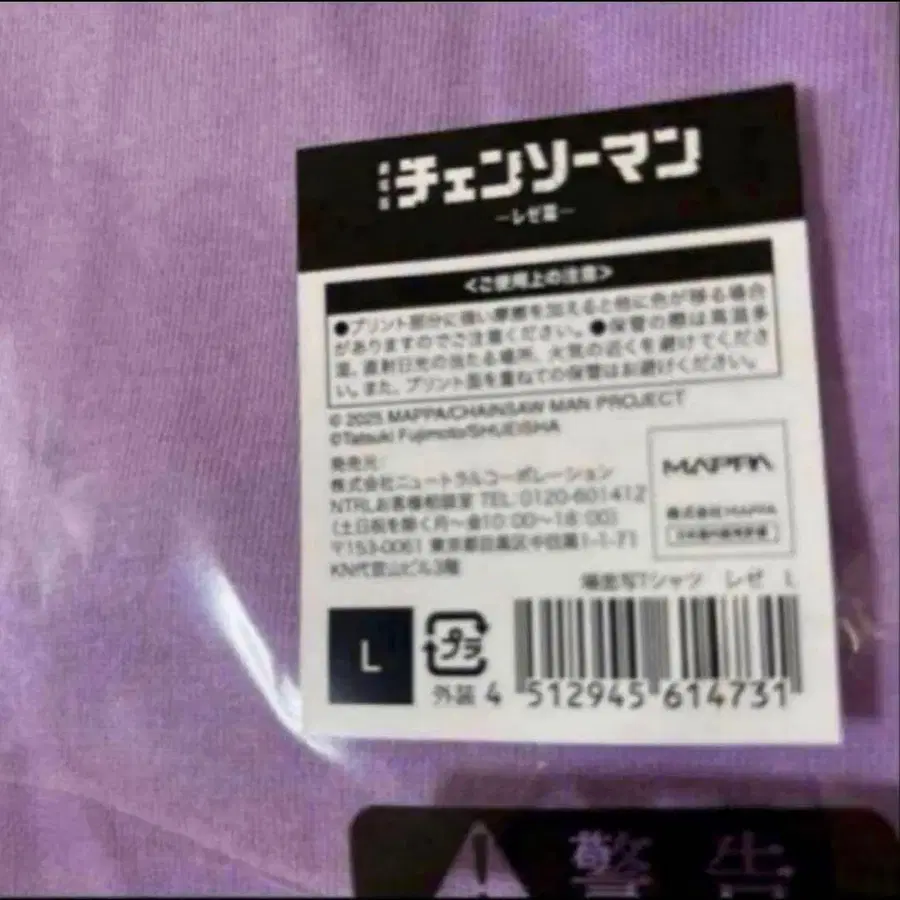 劇場版 チェンソーマン
ーレゼ篇ー
<ご使用上の注意>
●プリント部分に強い摩擦を加えると他に色が移る場合
がありますのでご注意ください。●保管の際は高温多
湿、直射日光の当たる場所、火気の近くを避けてくださ
い。また、プリント面を重ねての保管はお避けください。
© 2025 MAPPA/CHAINSAW MAN PROJECT
©Tatsuki Fujimoto/SHUEISHA
発売元:
株式会社ニュートラルコーポレーション
NTRLお客様相談室 TEL:0120-601412
(土日祝を除く月〜金10:00〜18:00)
〒153-0061 東京都目黒区中目黒1-1-71
KN代官山ビル3階
MAPPA
株式会社MAPPA
場面写Tシャツ レゼ L
L
プラ
外装
4 512945 614731
警告